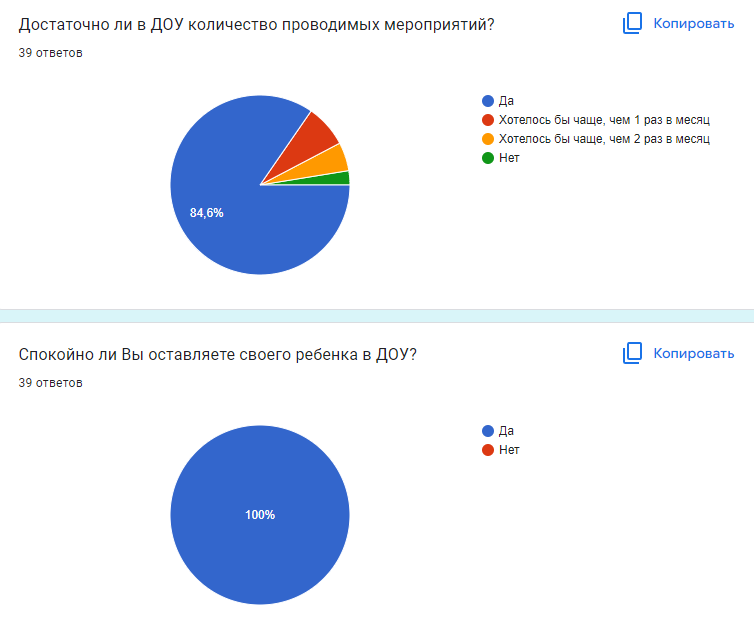 Достаточно ли в ДОУ количество проводимых мероприятий?
Копировать
39 ответов
Да
Хотелось бы чаще, чем 1 раз в месяц
Хотелось бы чаще, чем 2 раз в месяц
Нет
84,6%
Спокойно ли Вы оставляете своего ребенка в ДОУ?
Копировать
39 ответов
Да
Нет
100%